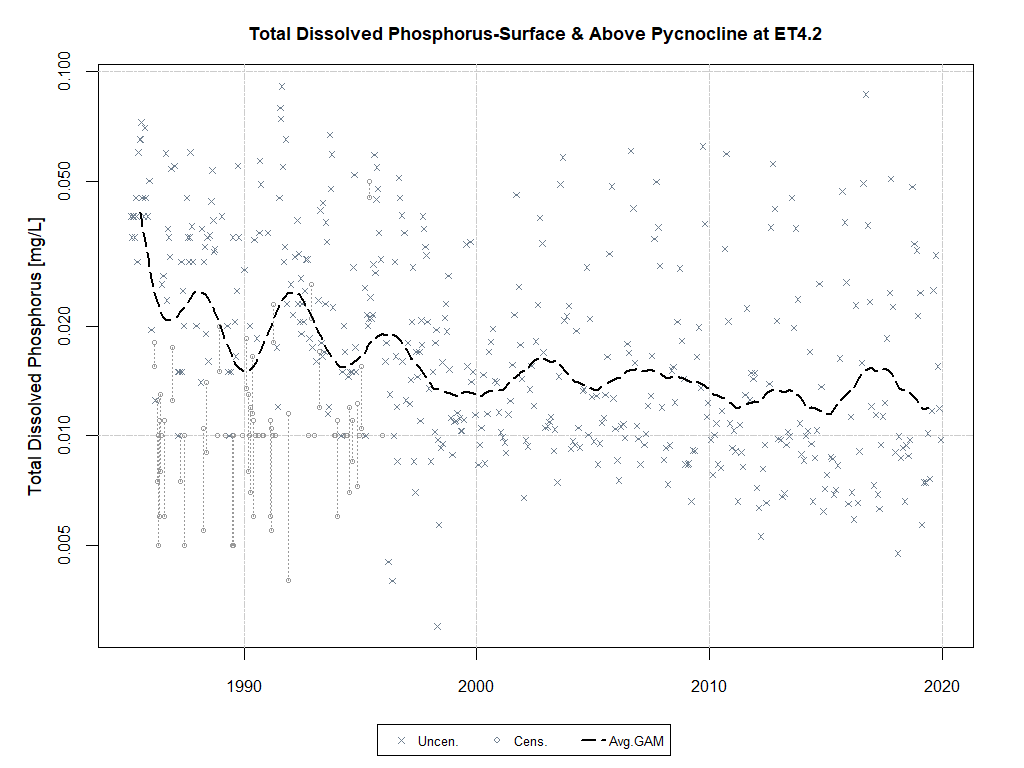 Total Dissolved Phosphorus-Surface & Above Pycnocline at ET4.2
Total Dissolved Phosphorus [mg/L]
0.100
0.050
0.020
0.010
0.005
1990 2000 2010 2020
Uncen. Cens. Avg.GAM